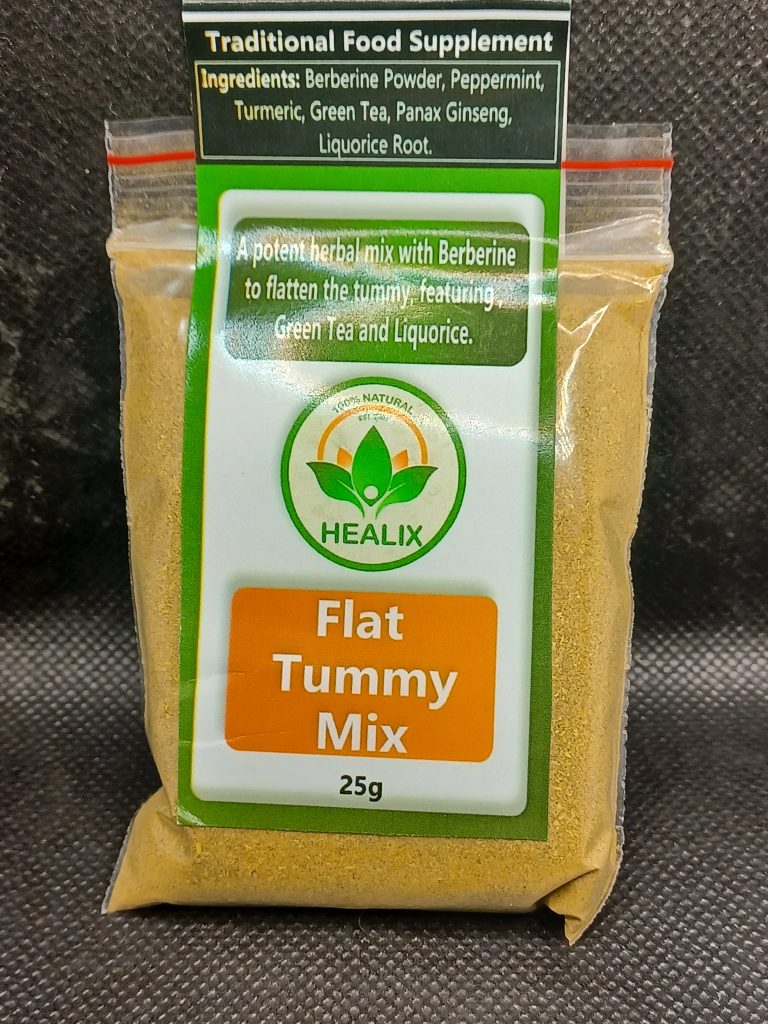 Traditional Food Supplement
Ingredients: Berberine Powder, Peppermint,
Turmeric, Green Tea, Panax Ginseng,
Liquorice Root.
A potent herbal mix with Berberine
to flatten the tummy, featuring
Green Tea and Liquorice.
100% NATURAL
HEALIX
Flat
Tummy
Mix
25g